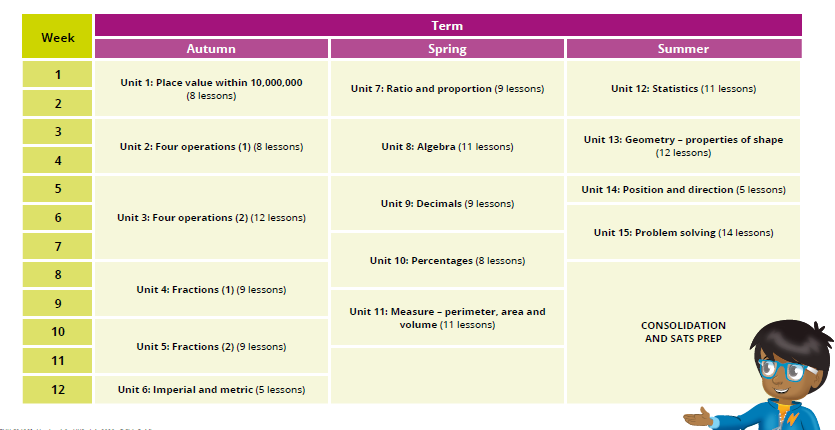 Week
Term
Autumn
Spring
Summer
1
2
3
4
5
6
7
8
9
10
11
12
Unit 1: Place value within 10,000,000
(8 lessons)
Unit 2: Four operations (1) (8 lessons)
Unit 3: Four operations (2) (12 lessons)
Unit 4: Fractions (1) (9 lessons)
Unit 5: Fractions (2) (9 lessons)
Unit 6: Imperial and metric (5 lessons)
Unit 7: Ratio and proportion (9 lessons)
Unit 8: Algebra (11 lessons)
Unit 9: Decimals (9 lessons)
Unit 10: Percentages (8 lessons)
Unit 11: Measure – perimeter, area and
volume (11 lessons)
Unit 12: Statistics (11 lessons)
Unit 13: Geometry – properties of shape
(12 lessons)
Unit 14: Position and direction (5 lessons)
Unit 15: Problem solving (14 lessons)
CONSOLIDATION
AND SATS PREP